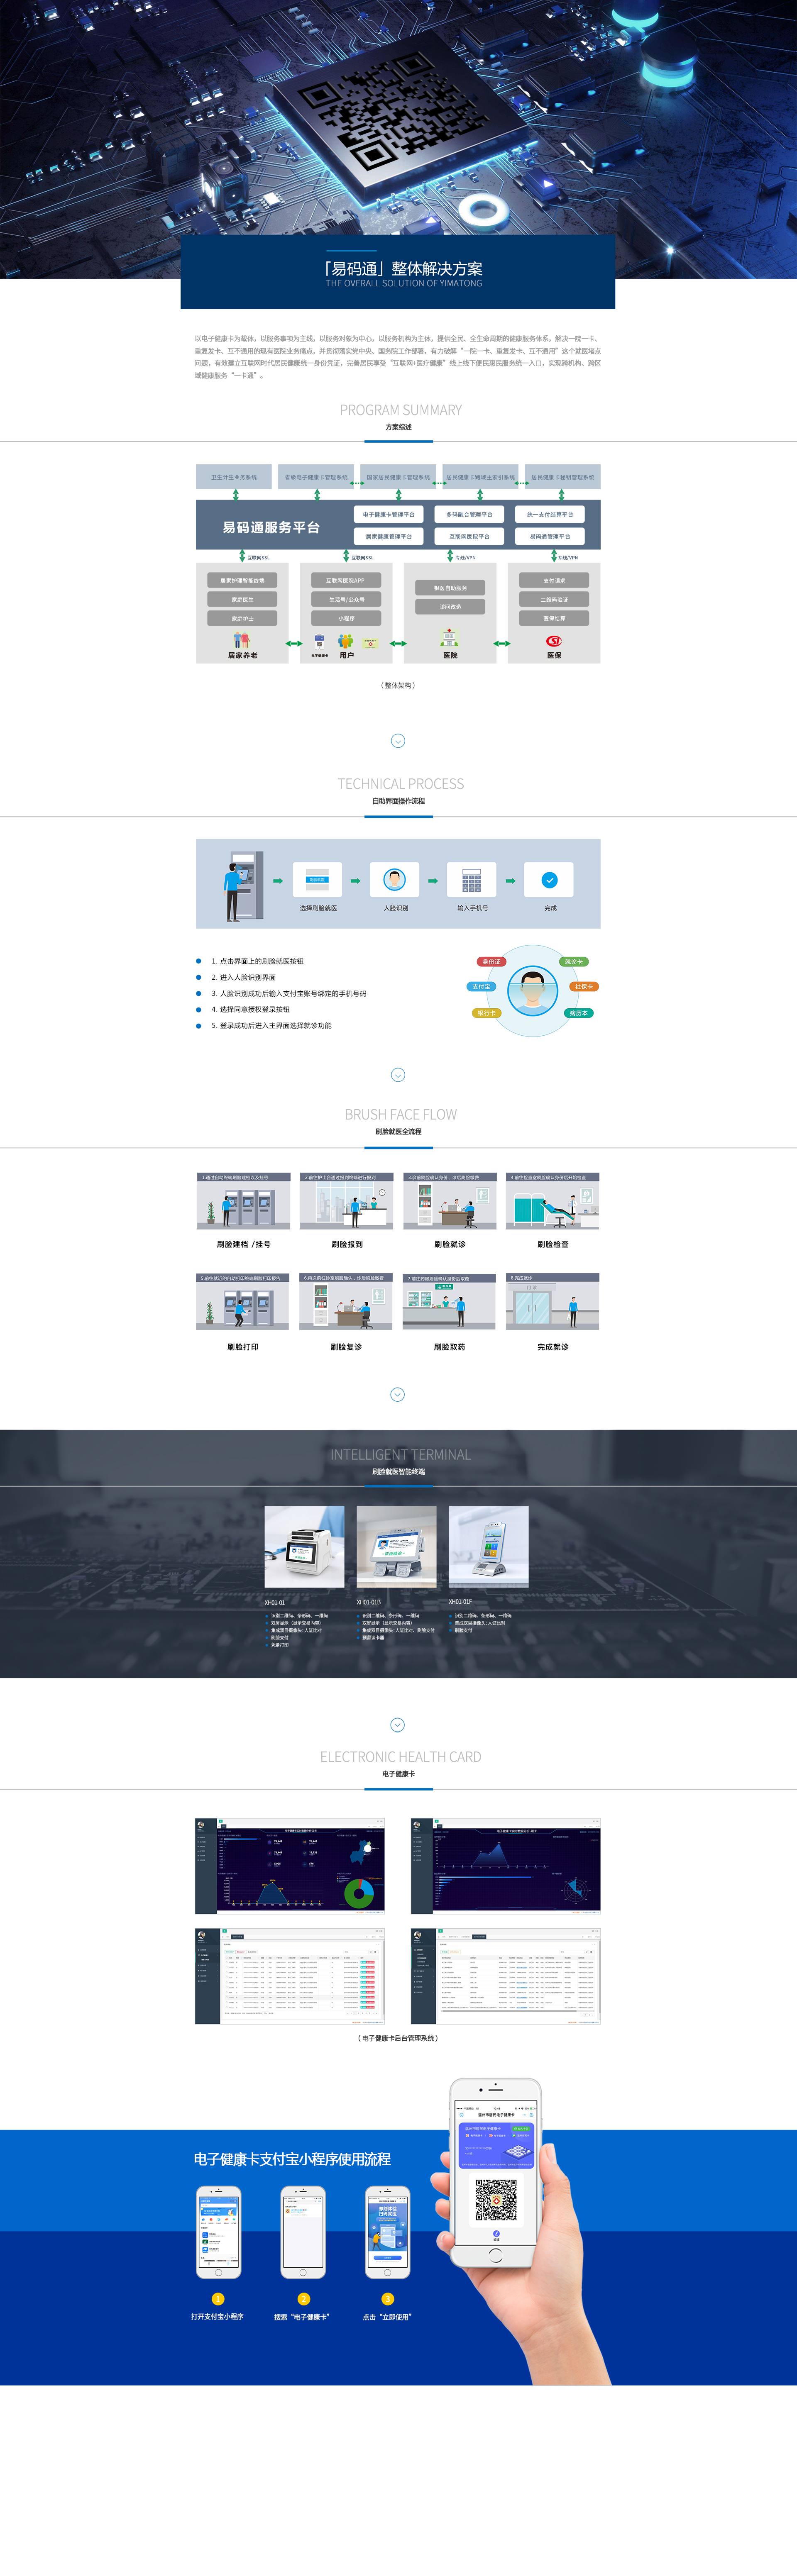 「易码通」整体解决方案
THE OVERALL SOLUTION OF YIMATONG
以电子健康卡为载体，以服务事项为主线，以服务对象为中心，以服务机构为主体，提供全民、全生命周期的健康服务体系，解决一院一卡、
重复发卡、互不通用的现有医院业务痛点，并贯彻落实党中央、国务院工作部署，有力破解“一院一卡、重复发卡、互不通用”这个就医堵点
问题，有效建立互联网时代居民健康统一身份凭证，完善居民享受“互联网+医疗健康”线上线下便民惠民服务统一入口，实现跨机构、跨区
域健康服务“一卡通”。
PROGRAM SUMMARY
方案综述
卫生计生业务系统
省级电子健康卡管理系统
国家居民健康卡管理系统
居民健康卡跨域主索引系统
居民健康卡秘钥管理系统
易码通服务平台
电子健康卡管理平台
多码融合管理平台
统一支付结算平台
居家健康管理平台
互联网医院平台
易码通管理平台
互联网SSL
互联网SSL
专线/VPN
专线/VPN
居家护理智能终端
家庭医生
家庭护士
居家养老
互联网医院APP
生活号/公众号
小程序
电子健康卡
用户
银医自助服务
诊间改造
医院
支付请求
二维码验证
医保结算
医保
（整体架构）
TECHNICAL PROCESS
自助界面操作流程
刷脸就医
选择刷脸就医
人脸识别
输入手机号
完成
1. 点击界面上的刷脸就医按钮
2. 进入人脸识别界面
3. 人脸识别成功后输入支付宝账号绑定的手机号码
4. 选择同意授权登录按钮
5. 登录成功后进入主界面选择就诊功能
身份证
就诊卡
支付宝
社保卡
银行卡
病历本
BRUSH FACE FLOW
刷脸就医全流程
1.通过自助终端刷脸建档以及挂号
2.前往护士台通过报到终端进行报到
3.诊前刷脸确认身份，诊后刷脸缴费
4.前往检查室刷脸确认身份后开始检查
刷脸建档 /挂号
刷脸报到
刷脸就诊
刷脸检查
5.前往就近的自助打印终端刷脸打印报告
6.再次前往诊室刷脸确认，诊后刷脸缴费
7.前往药房刷脸确认身份后取药
8.完成就诊
门诊
刷脸打印
刷脸复诊
刷脸取药
完成就诊
INTELLIGENT TERMINAL
刷脸就医智能终端
XH01-01
识别二维码、条形码、一维码
双屏显示（显示交易内容）
集成双目摄像头:人证比对
刷脸支付
凭条打印
XH01-01B
识别二维码、条形码、一维码
双屏显示（显示交易内容）
集成双目摄像头:人证比对、刷脸支付
预留读卡器
XH01-01F
识别二维码、条形码、一维码
集成双目摄像头:人证比对
刷脸支付
ELECTRONIC HEALTH CARD
电子健康卡
（电子健康卡后台管理系统）
温州市居民电子健康卡
电子健康卡支付宝小程序使用流程
1
2
3
打开支付宝小程序
搜索“电子健康卡”
点击“立即使用”